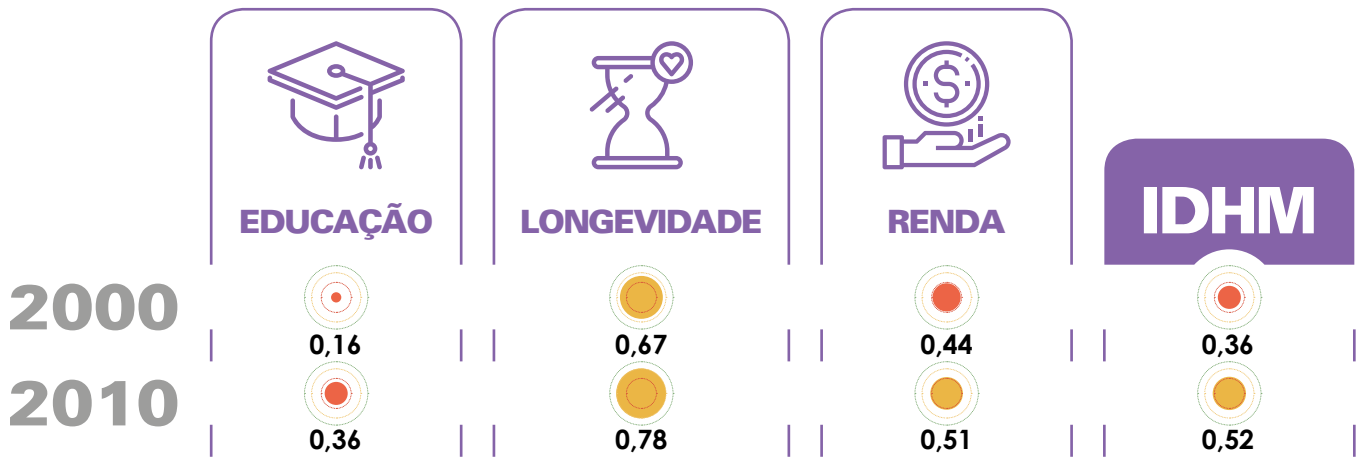 EDUCAÇÃO LONGEVIDADE RENDA IDHM
2000
0,16 0,67 0,44 0,36
2010
0,36 0,78 0,51 0,52